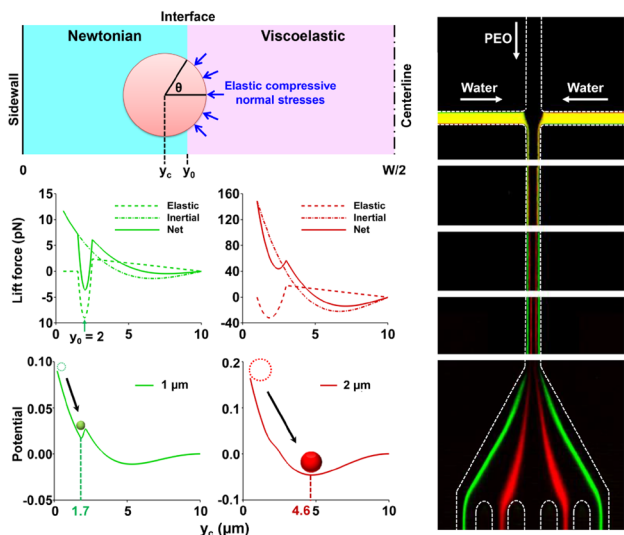 Interface
Newtonian
Viscoelastic
Sidewall
θ
Elastic compressive
normal stresses
Centerline
0
y_c
y_0
W/2
Lift force (pN)
15
10
5
0
5
10
Elastic
Inertial
Net
y₀ = 2
5
10
160
120
80
40
0
-40
Elastic
Inertial
Net
0
5
10
Potential
0.10
0.05
0.00
-0.05
1 μm
1.7
5
10
0.2
0.1
0.0
-0.1
2 μm
0
4.6
5
10
y_c (μm)
PEO
Water
Water